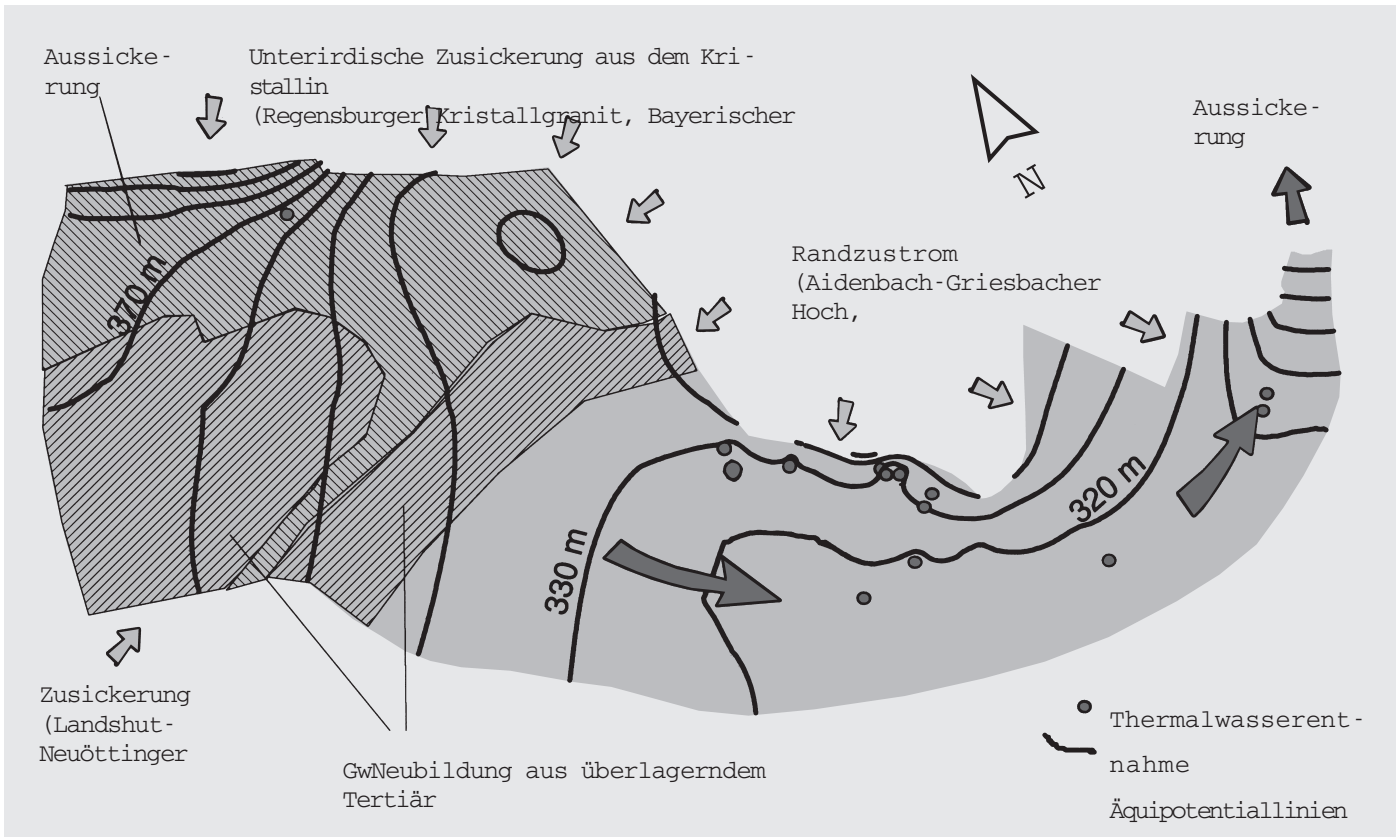 Aussicke-
rung
Unterirdische Zusickerung aus dem Kri-
stallin
(Regensburger Kristallgranit, Bayerischer
Aussicke-
rung
N
Randzustrom
(Aidenbach-Griesbacher
Hoch,
370 m
330 m
320 m
Zusickerung
(Landshut-
Neuöttinger
GwNeubildung aus überlagerndem
Tertiär
Thermalwasserent-
nahme
Äquipotentiallinien